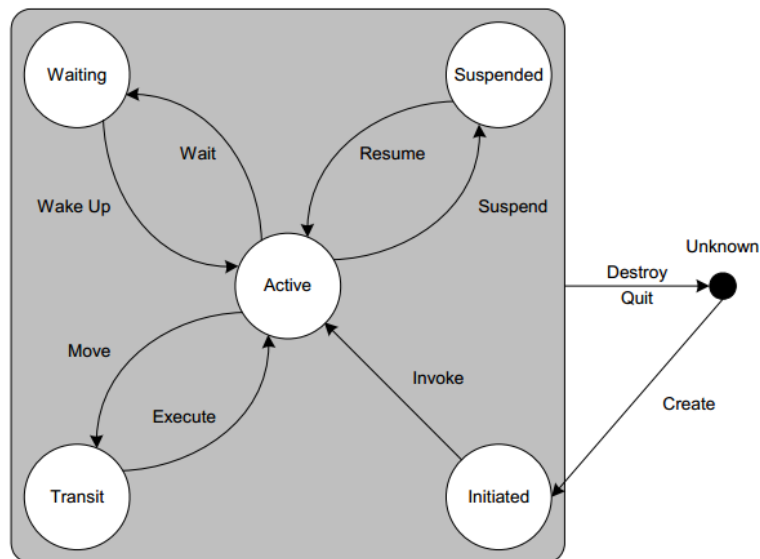 Waiting
Suspended
Wait
Resume
Wake Up
Suspend
Unknown
Active
Destroy
Quit
Move
Invoke
Create
Execute
Transit
Initiated